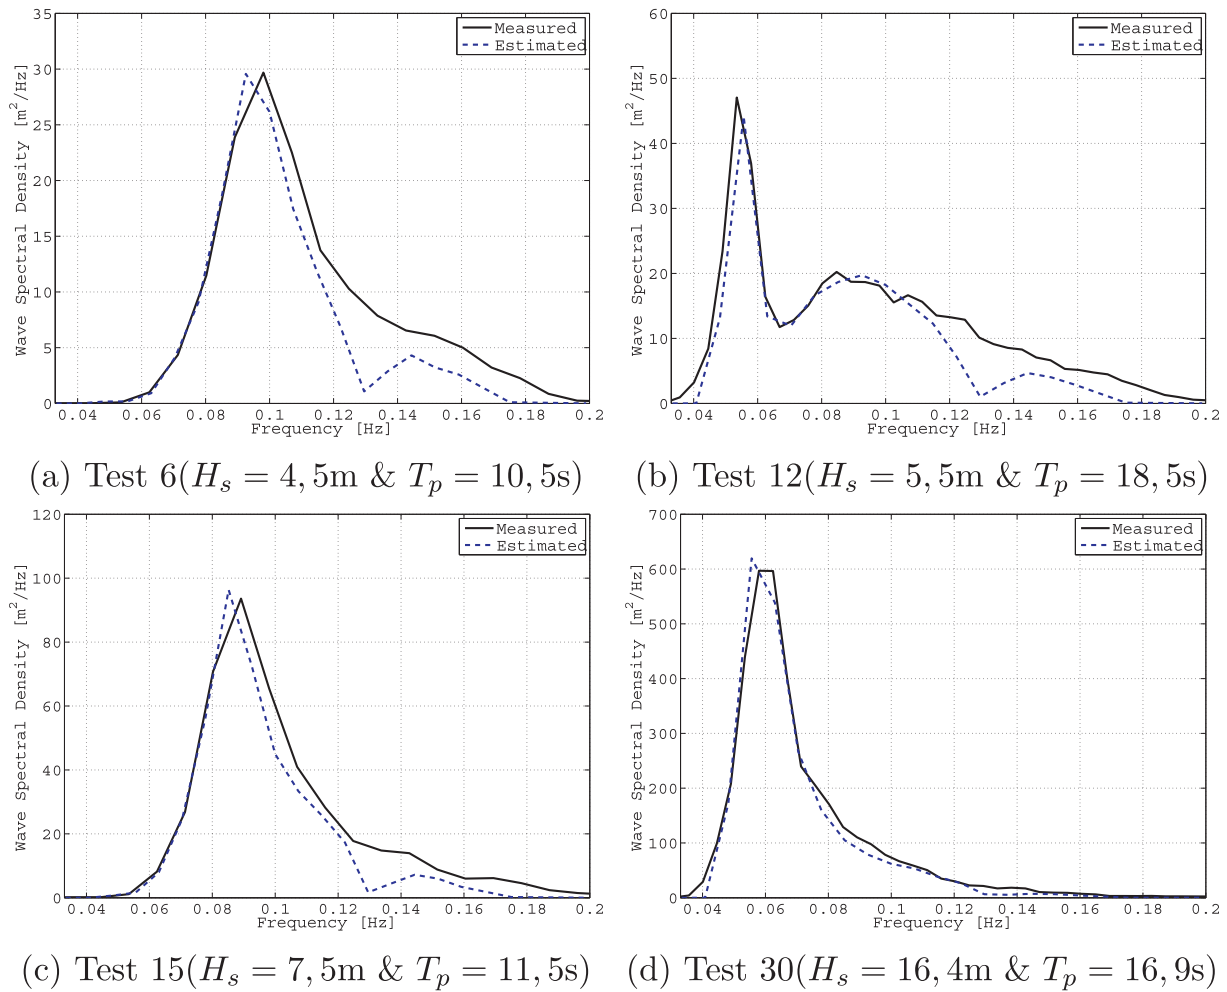 35
30
25
20
15
10
5
0
Wave Spectral Density [m²/Hz]
Measured
Estimated
0.04 0.06 0.08 0.1 0.12 0.14 0.16 0.18 0.2
Frequency [Hz]
(a) Test 6(Hₛ = 4,5m & Tₚ = 10,5s)
60
50
40
30
20
10
0
Wave Spectral Density [m²/Hz]
Measured
Estimated
0.04 0.06 0.08 0.1 0.12 0.14 0.16 0.18 0.2
Frequency [Hz]
(b) Test 12(Hₛ = 5,5m & Tₚ = 18,5s)
120
100
80
60
40
20
0
Wave Spectral Density [m²/Hz]
Measured
Estimated
0.04 0.06 0.08 0.1 0.12 0.14 0.16 0.18 0.2
Frequency [Hz]
(c) Test 15(Hₛ = 7,5m & Tₚ = 11,5s)
700
600
500
400
300
200
100
0
Wave Spectral Density [m²/Hz]
Measured
Estimated
0.04 0.06 0.08 0.1 0.12 0.14 0.16 0.18 0.2
Frequency [Hz]
(d) Test 30(Hₛ = 16,4m & Tₚ = 16,9s)